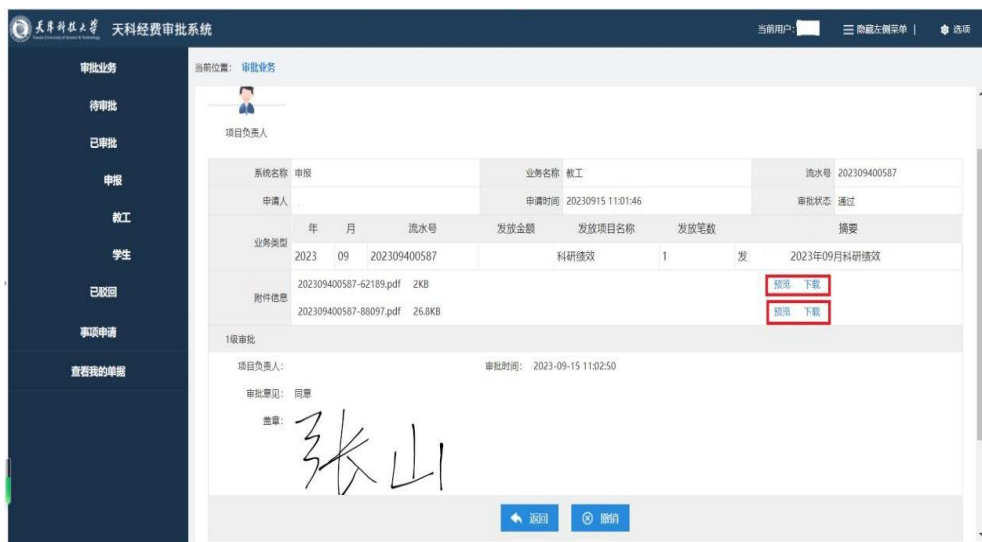 天津科技大学 天科经费审批系统 当前用户: 隐藏左侧菜单 | 选项
审批业务
待审批
已审批
申报
教工
学生
已驳回
事项申请
查看我的单据
当前位置: 审批业务
项目负责人
系统名称 申报 业务名称 教工 流水号 202309400587
申请人 申请时间 20230915 11:01:46 审批状态 通过
业务类型
年 月 流水号 发放金额 发放项目名称 发放笔数 摘要
2023 09 202309400587 科研绩效 1 发 2023年09月科研绩效
附件信息
202309400587-62189.pdf 2KB 预览 下载
202309400587-88097.pdf 26.8KB 预览 下载
1级审批
项目负责人: 审批时间: 2023-09-15 11:02:50
审批意见: 同意
盖章: 张山
返回 撤销